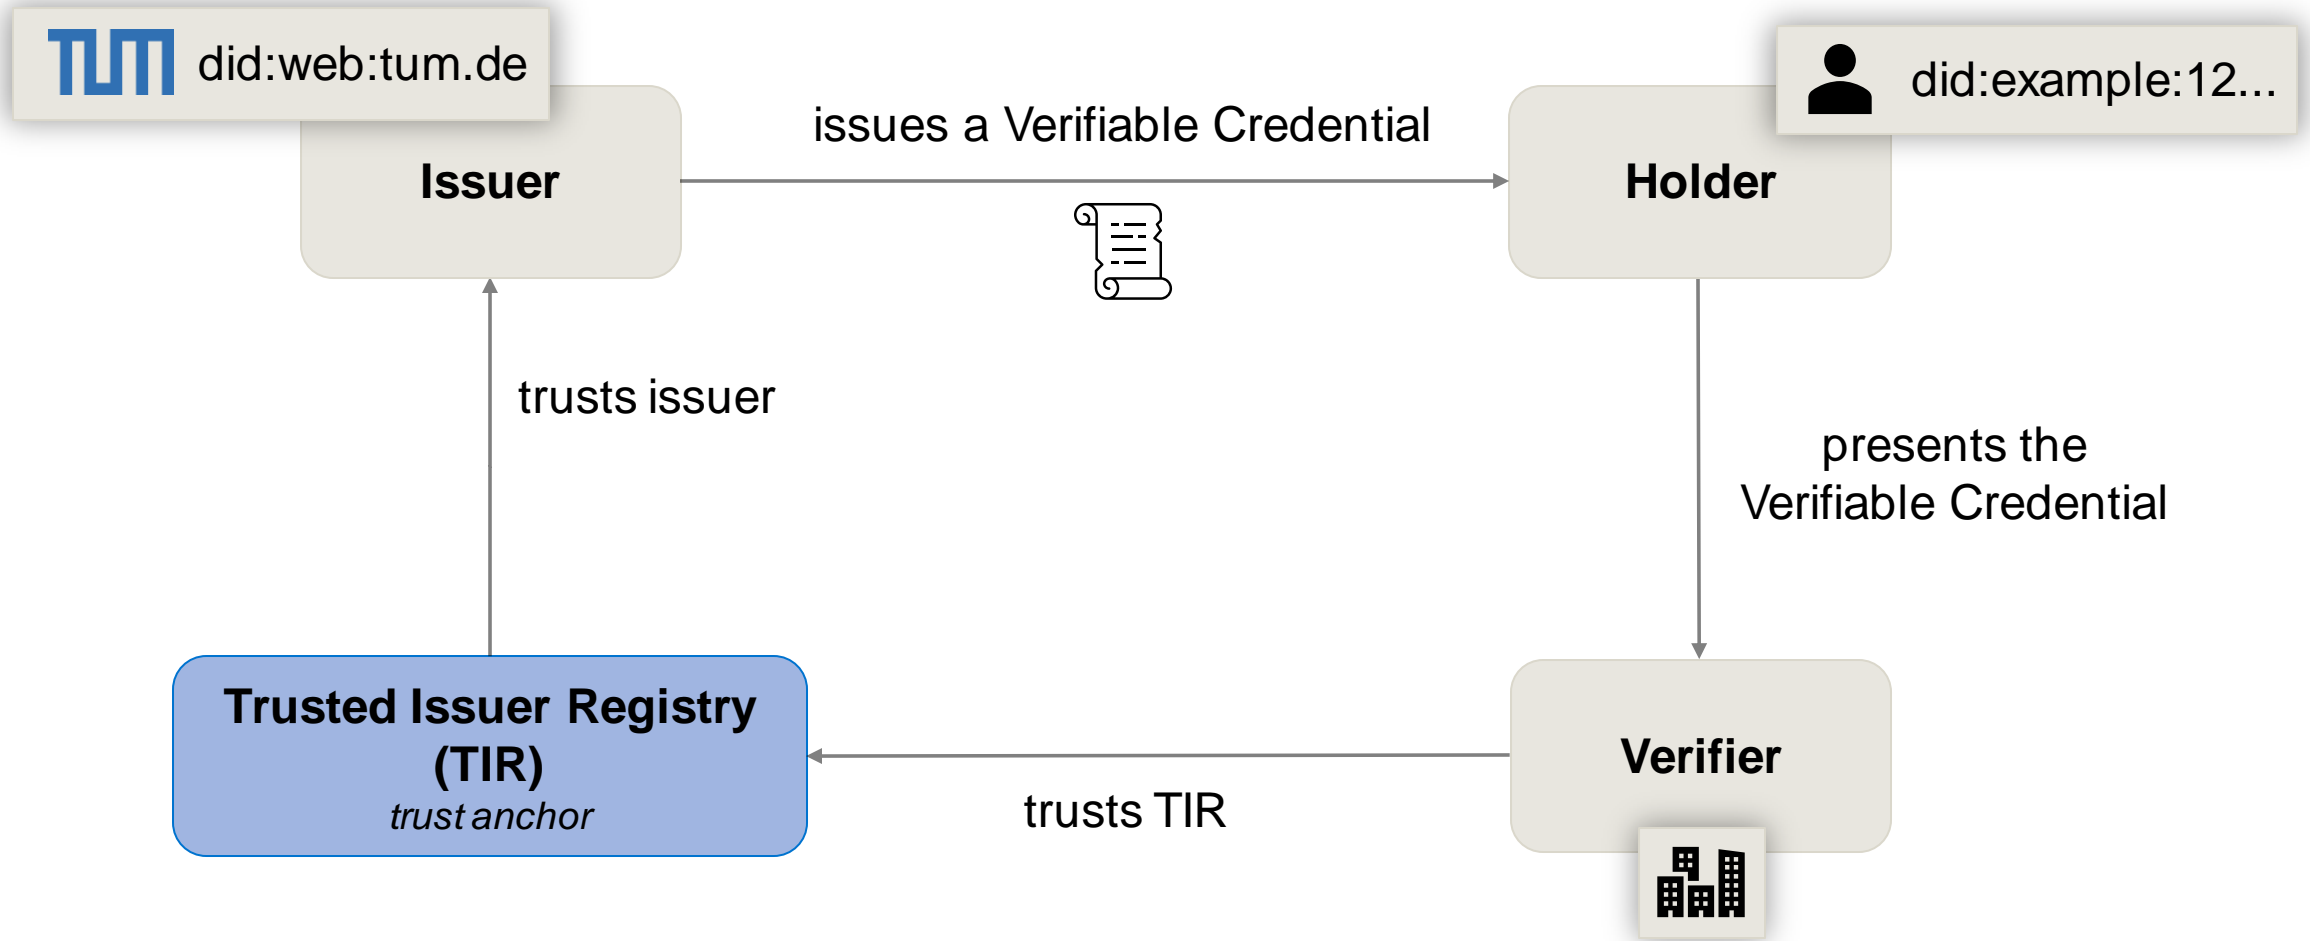 TUM did:web:tum.de
did:example:12...
issues a Verifiable Credential
Issuer
Holder
trusts issuer
presents the
Verifiable Credential
Trusted Issuer Registry
(TIR)
trust anchor
Verifier
trusts TIR